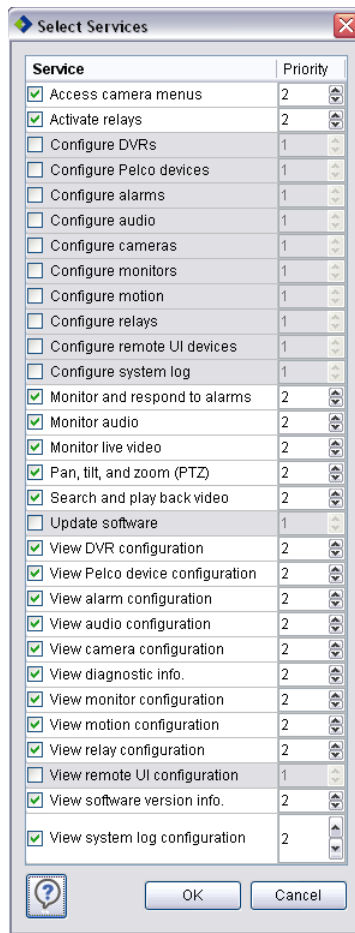 Select Services
Service Priority
Access camera menus 2
Activate relays 2
Configure DVRs 1
Configure Pelco devices 1
Configure alarms 1
Configure audio 1
Configure cameras 1
Configure monitors 1
Configure motion 1
Configure relays 1
Configure remote UI devices 1
Configure system log 1
Monitor and respond to alarms 2
Monitor audio 2
Monitor live video 2
Pan, tilt, and zoom (PTZ) 2
Search and play back video 2
Update software 1
View DVR configuration 2
View Pelco device configuration 2
View alarm configuration 2
View audio configuration 2
View camera configuration 2
View diagnostic info. 2
View monitor configuration 2
View motion configuration 2
View relay configuration 2
View remote UI configuration 1
View software version info. 2
View system log configuration 2
? OK Cancel